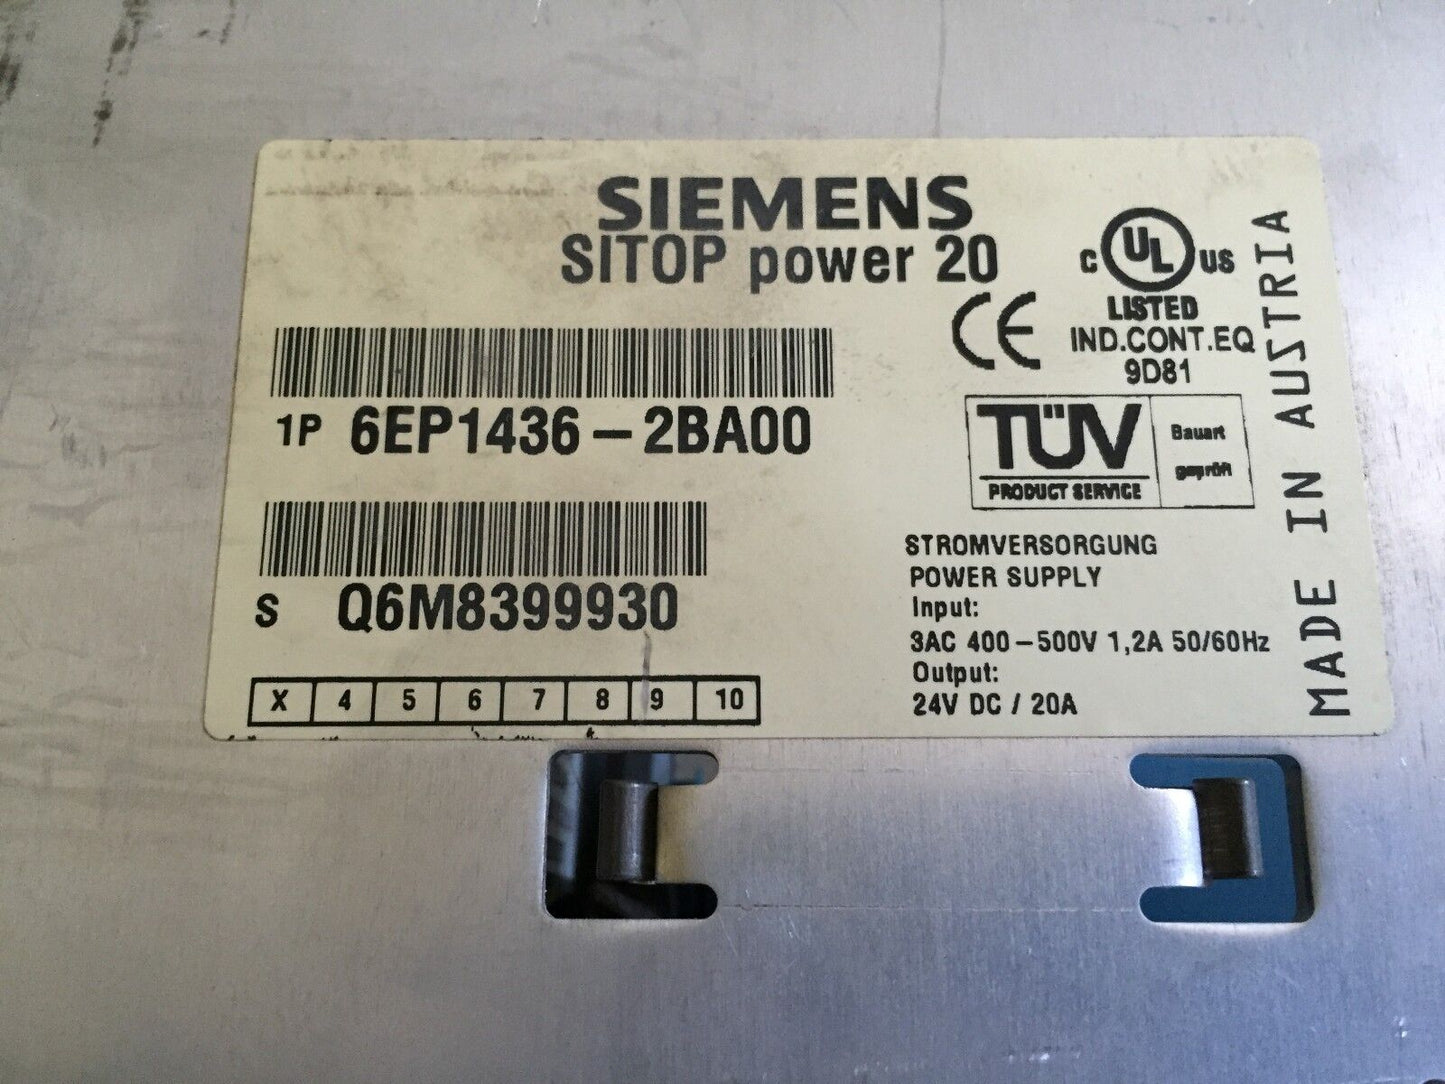 SIEMENS
SITOP power 20
1P 6EP1436-2BA00
S Q6M8399930
X 4 5 6 7 8 9 10
C UL US
LISTED
IND.CONT.EQ
9D81
CE
TÜV
PRODUCT SERVICE
Bauart
geprüft
STROMVERSORGUNG
POWER SUPPLY
Input:
3AC 400-500V 1,2A 50/60Hz
Output:
24V DC / 20A
MADE IN AUSTRIA